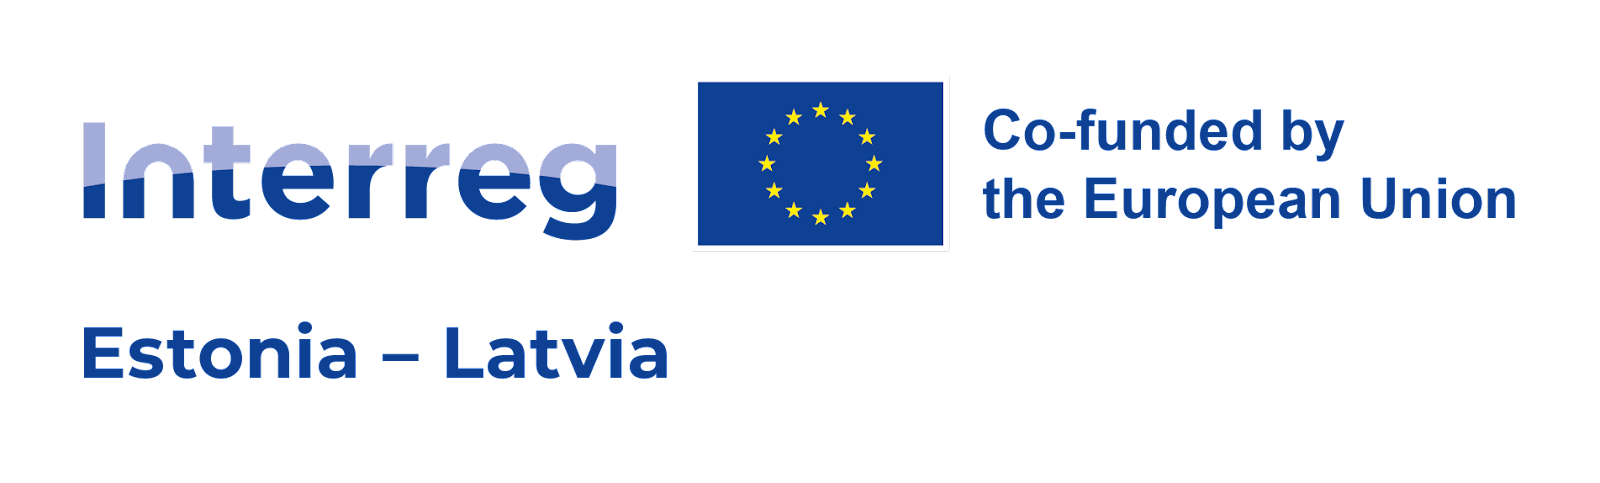 Interreg
Co-funded by
the European Union
Estonia – Latvia